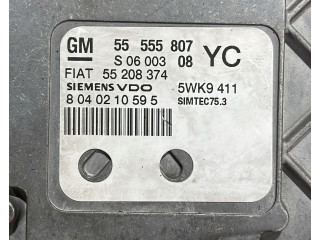 GM 55 555 807 YC
S 06 003 08
FIAT 55 208 374
SIEMENS VDO 5WK9 411
8 04 02 10 59 5 SIMTEC75.3